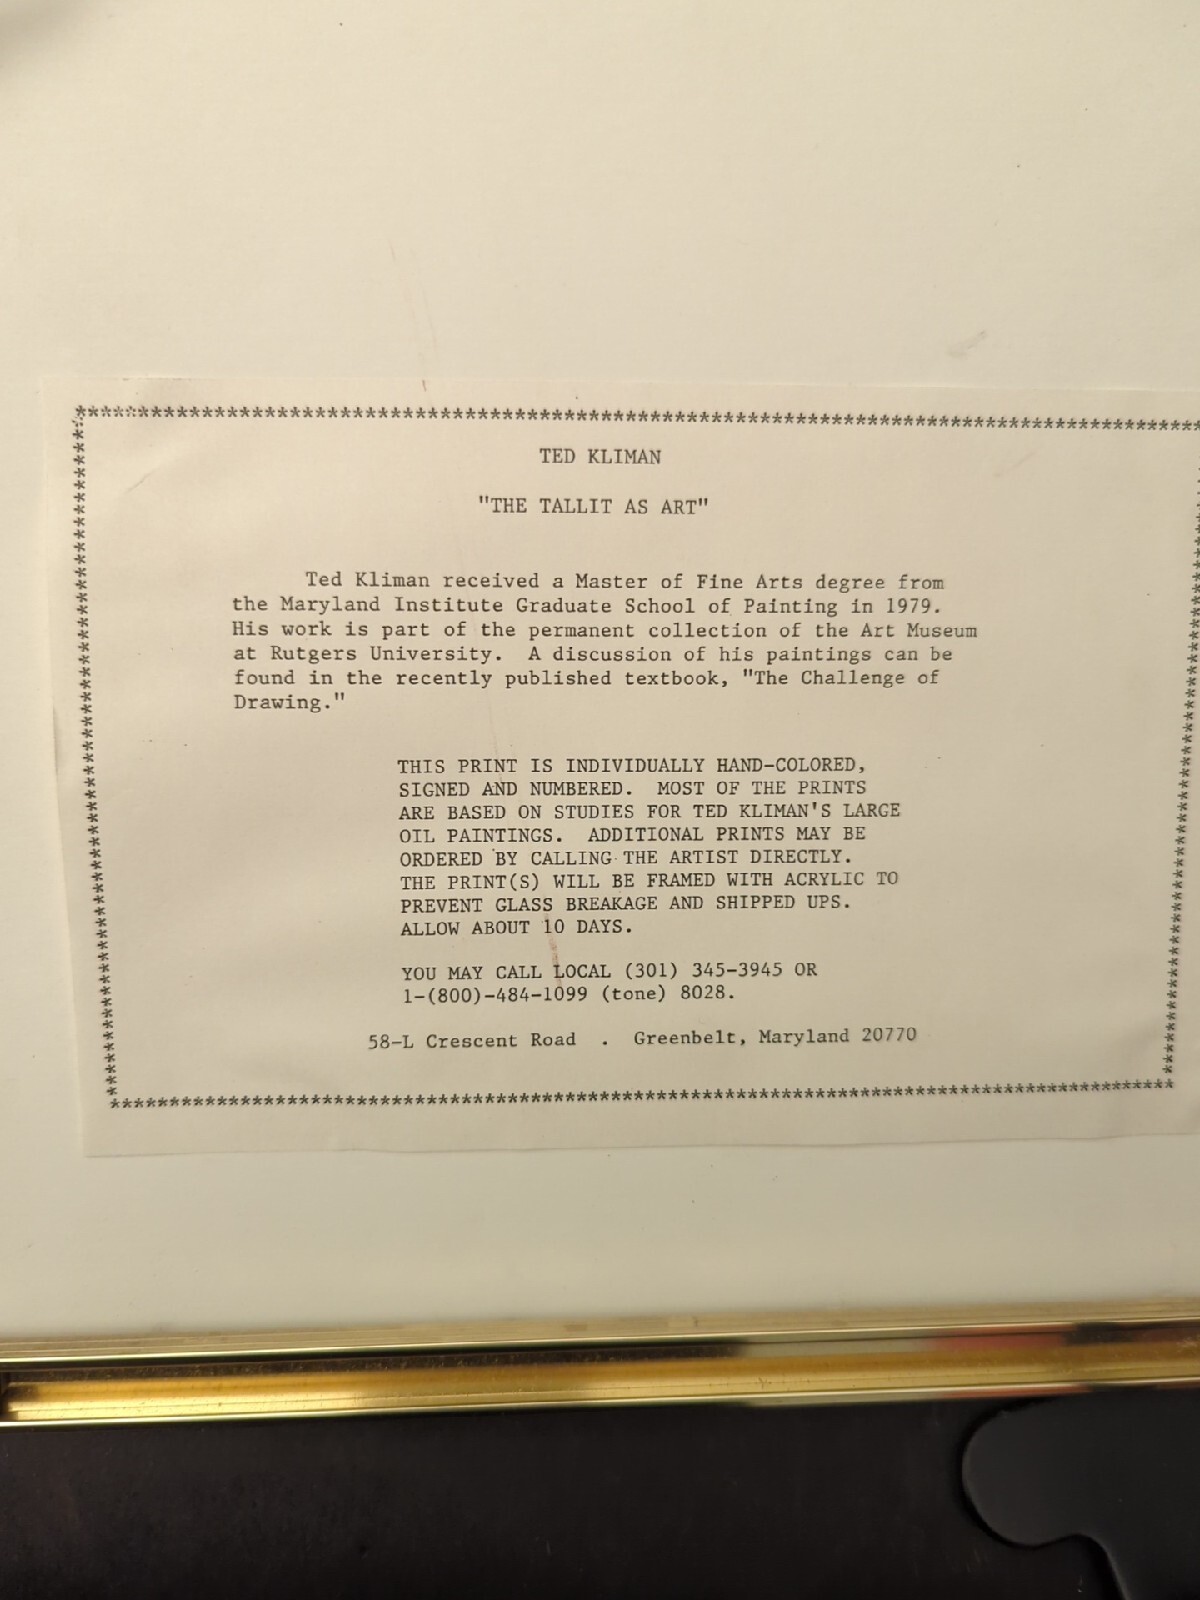 TED KLIMAN
"THE TALLIT AS ART"
Ted Kliman received a Master of Fine Arts degree from
the Maryland Institute Graduate School of Painting in 1979.
His work is part of the permanent collection of the Art Museum
at Rutgers University. A discussion of his paintings can be
found in the recently published textbook, "The Challenge of
Drawing."
THIS PRINT IS INDIVIDUALLY HAND-COLORED,
SIGNED AND NUMBERED. MOST OF THE PRINTS
ARE BASED ON STUDIES FOR TED KLIMAN'S LARGE
OIL PAINTINGS. ADDITIONAL PRINTS MAY BE
ORDERED BY CALLING THE ARTIST DIRECTLY.
THE PRINT(S) WILL BE FRAMED WITH ACRYLIC TO
PREVENT GLASS BREAKAGE AND SHIPPED UPS.
ALLOW ABOUT 10 DAYS.
YOU MAY CALL LOCAL (301) 345-3945 OR
1-(800)-484-1099 (tone) 8028.
58-L Crescent Road . Greenbelt, Maryland 20770